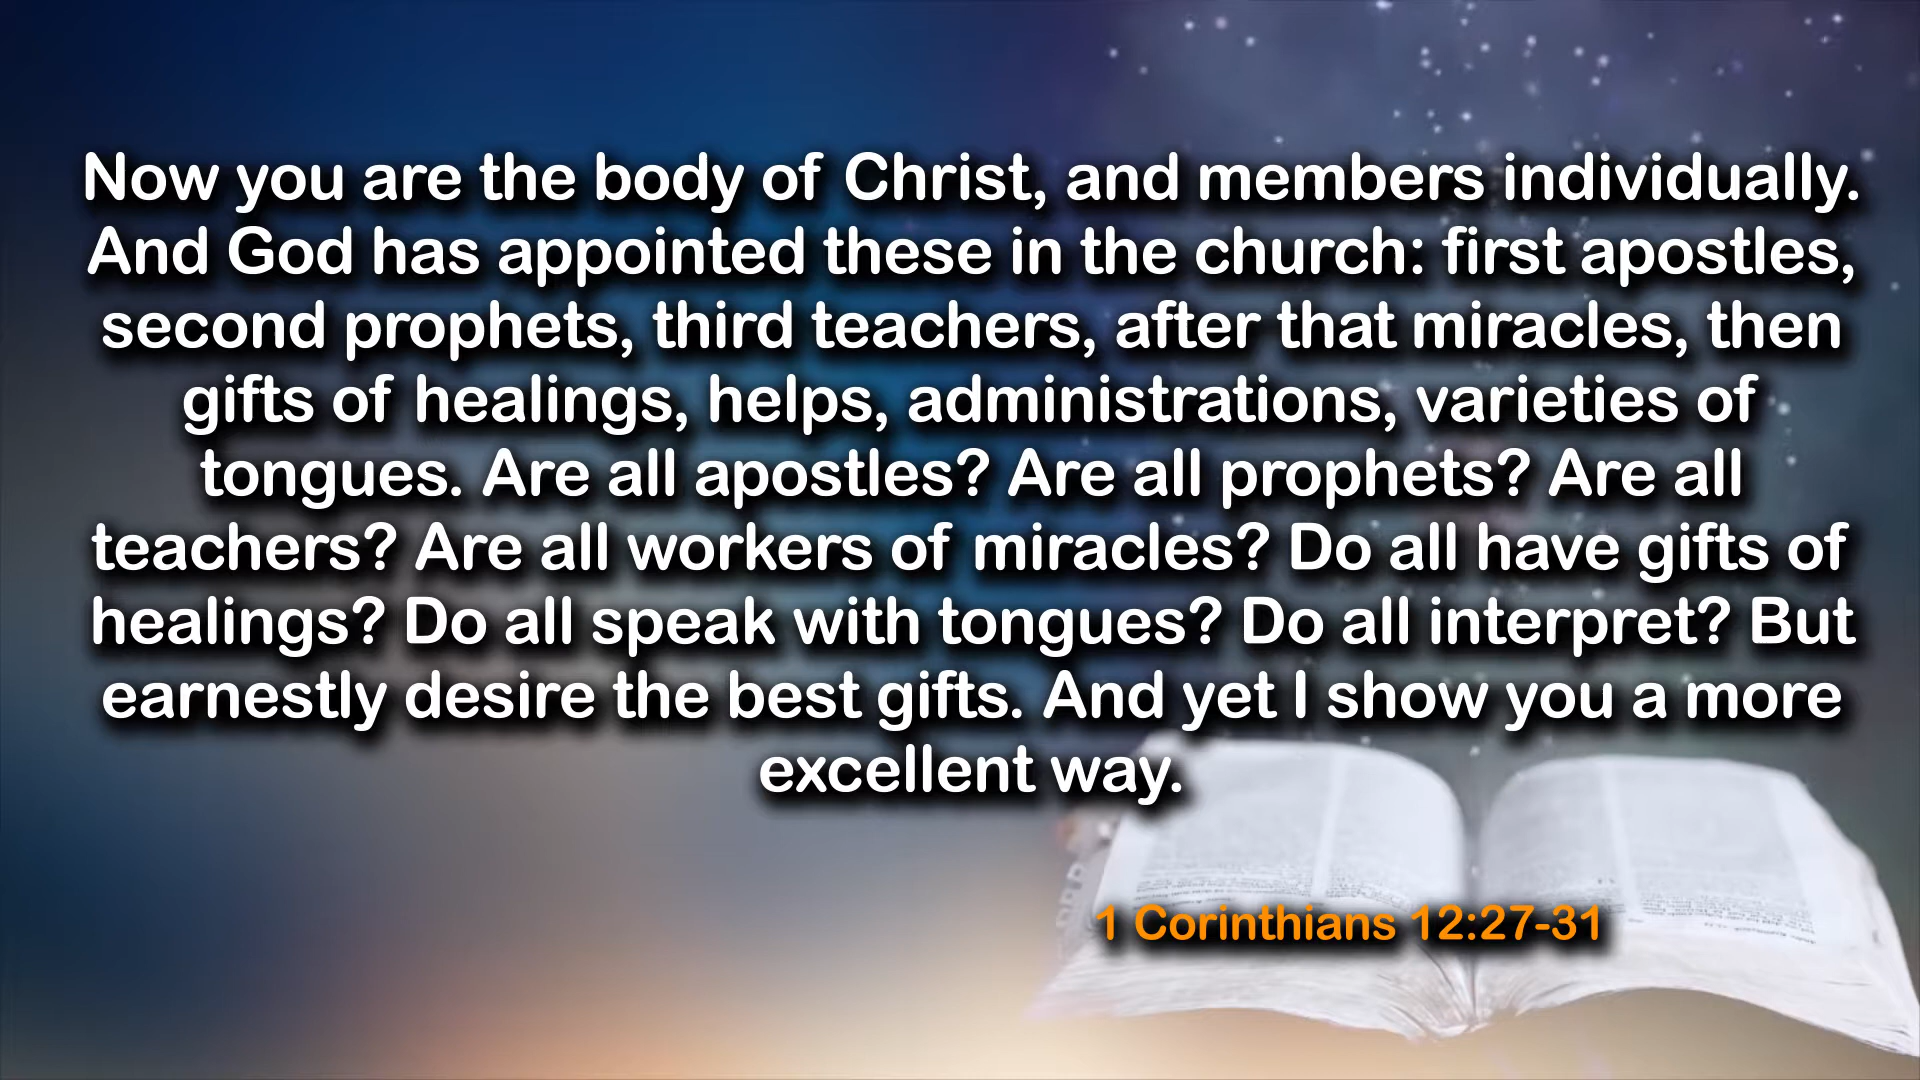 Now you are the body of Christ, and members individually.
And God has appointed these in the church: first apostles,
second prophets, third teachers, after that miracles, then
gifts of healings, helps, administrations, varieties of
tongues. Are all apostles? Are all prophets? Are all
teachers? Are all workers of miracles? Do all have gifts of
healings? Do all speak with tongues? Do all interpret? But
earnestly desire the best gifts. And yet I show you a more
excellent way.
1 Corinthians 12:27-31